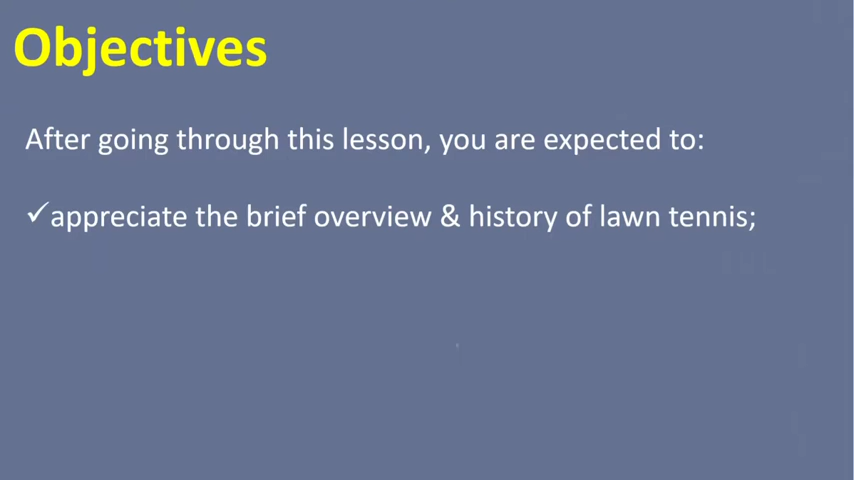 Objectives
After going through this lesson, you are expected to:
✓appreciate the brief overview & history of lawn tennis;